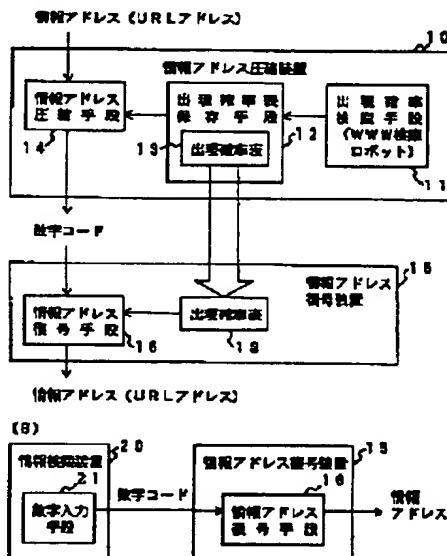 情報アドレス(URLアドレス)
10
情報アドレス圧縮装置
情報アドレス
圧縮手段
14
出現確率表
保存手段
13
出現確率表
12
出現確率
検査手段
(WWW検索
ロボット)
11
数字コード
15
情報アドレス
復号装置
情報アドレス
復号手段
16
出現確率表
13
情報アドレス(URLアドレス)
(B)
20
情報検索装置
21
数字入力
手段
数字コード
15
情報アドレス復号装置
16
情報アドレス
復号手段
情報
アドレス